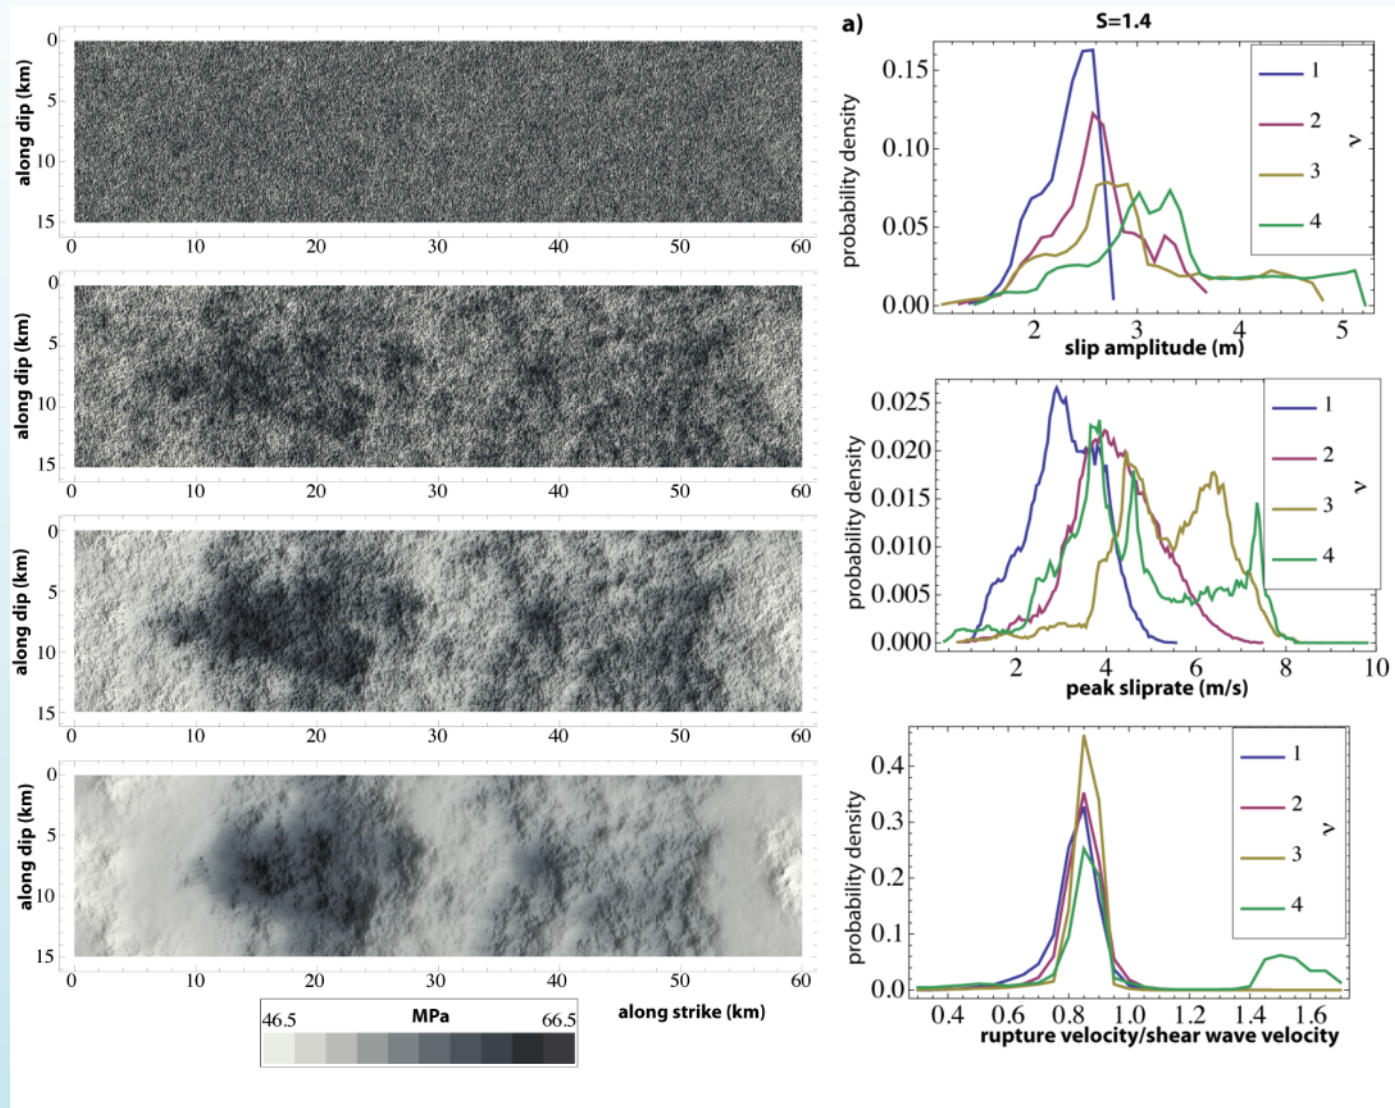 a)
S=1.4
along dip (km)
0
5
10
15
0 10 20 30 40 50 60
along dip (km)
0
5
10
15
0 10 20 30 40 50 60
along dip (km)
0
5
10
15
0 10 20 30 40 50 60
along dip (km)
0
5
10
15
0 10 20 30 40 50 60
along strike (km)
46.5 MPa 66.5
probability density
0.15
0.10
0.05
0.00
2 3 4 5
slip amplitude (m)
1
2
3
4
ν
probability density
0.025
0.020
0.015
0.010
0.005
0.000
2 4 6 8 10
peak sliprate (m/s)
1
2
3
4
ν
probability density
0.4
0.3
0.2
0.1
0.0
0.4 0.6 0.8 1.0 1.2 1.4 1.6
rupture velocity/shear wave velocity
1
2
3
4
ν